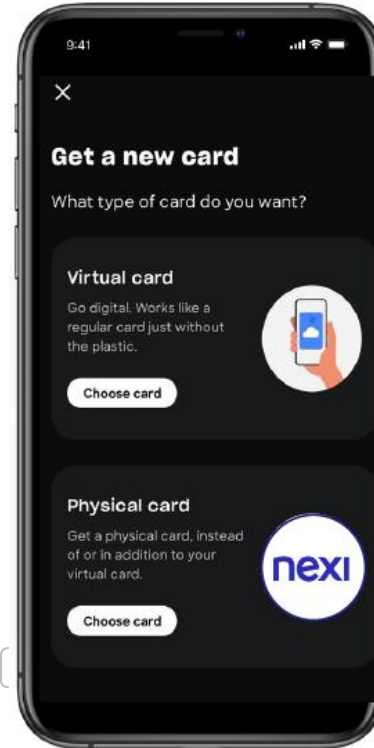 9:41
Get a new card
What type of card do you want?
Virtual card
Go digital. Works like a
regular card just without
the plastic.
Choose card
Physical card
Get a physical card, instead
of or in addition to your
virtual card.
nexi
Choose card